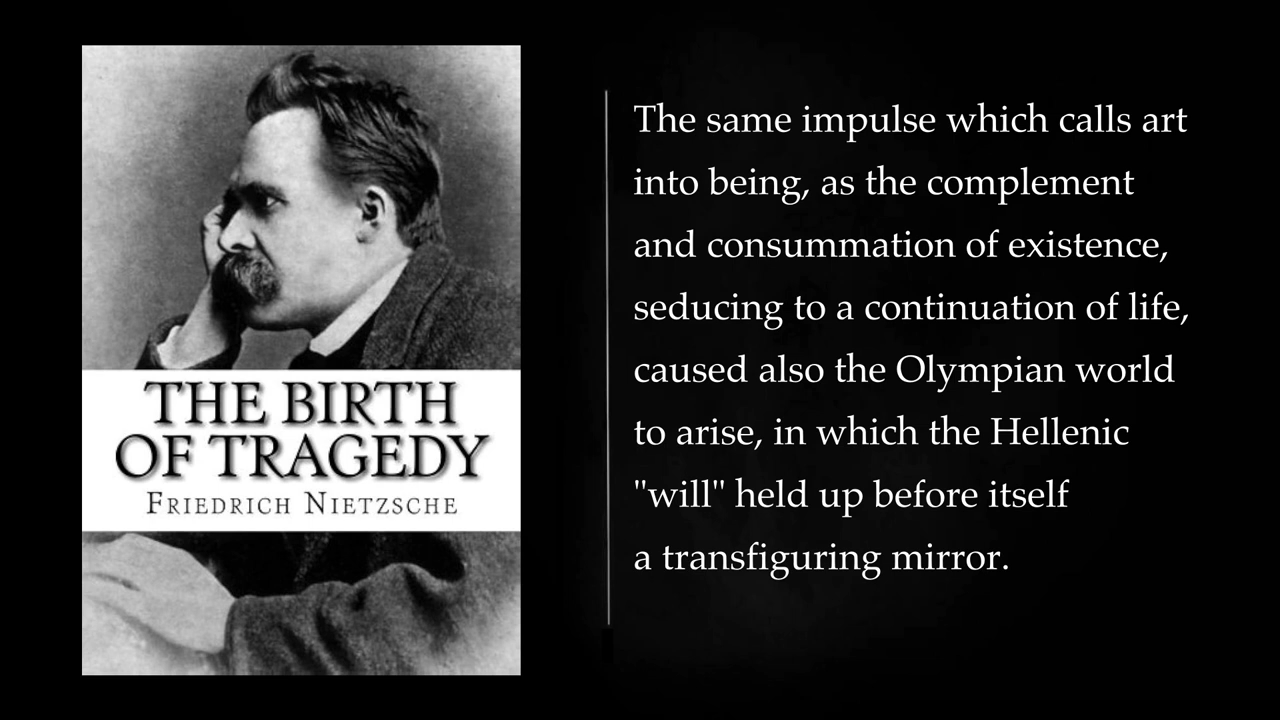 THE BIRTH
OF TRAGEDY
FRIEDRICH NIETZSCHE
The same impulse which calls art
into being, as the complement
and consummation of existence,
seducing to a continuation of life,
caused also the Olympian world
to arise, in which the Hellenic
"will" held up before itself
a transfiguring mirror.